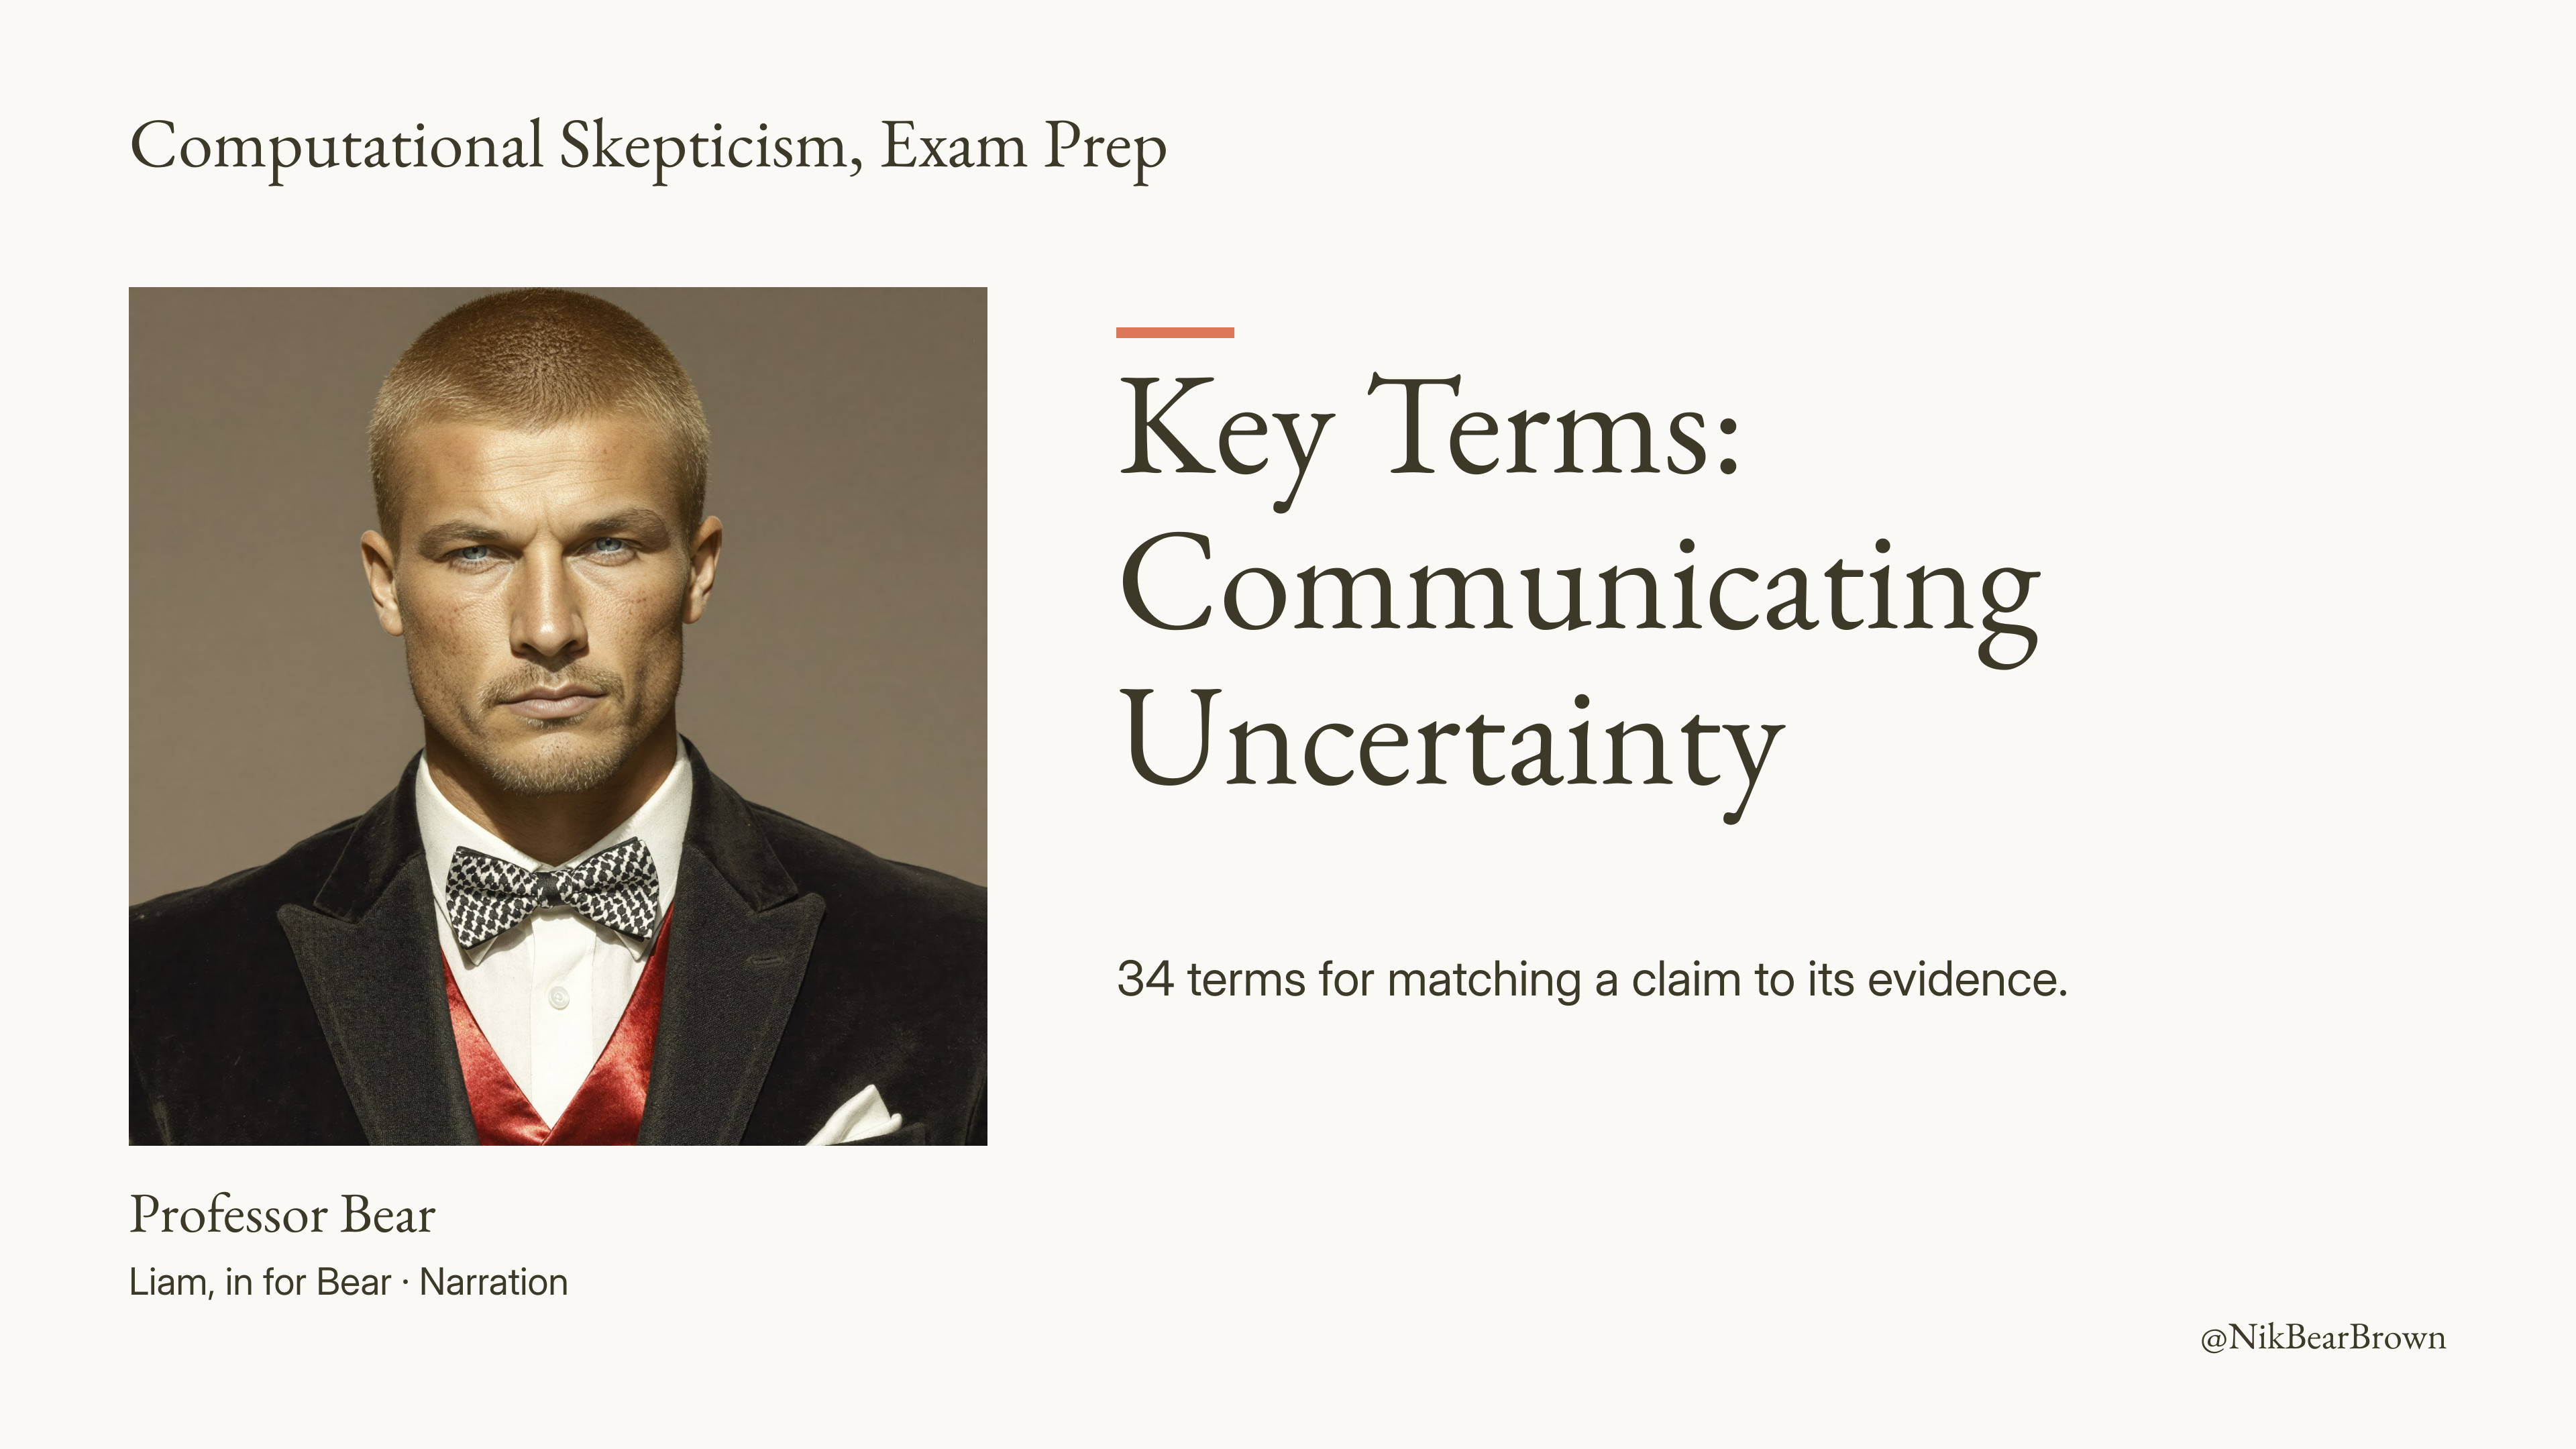 Computational Skepticism, Exam Prep
Key Terms:
Communicating
Uncertainty
34 terms for matching a claim to its evidence.
Professor Bear
Liam, in for Bear · Narration
@NikBearBrown